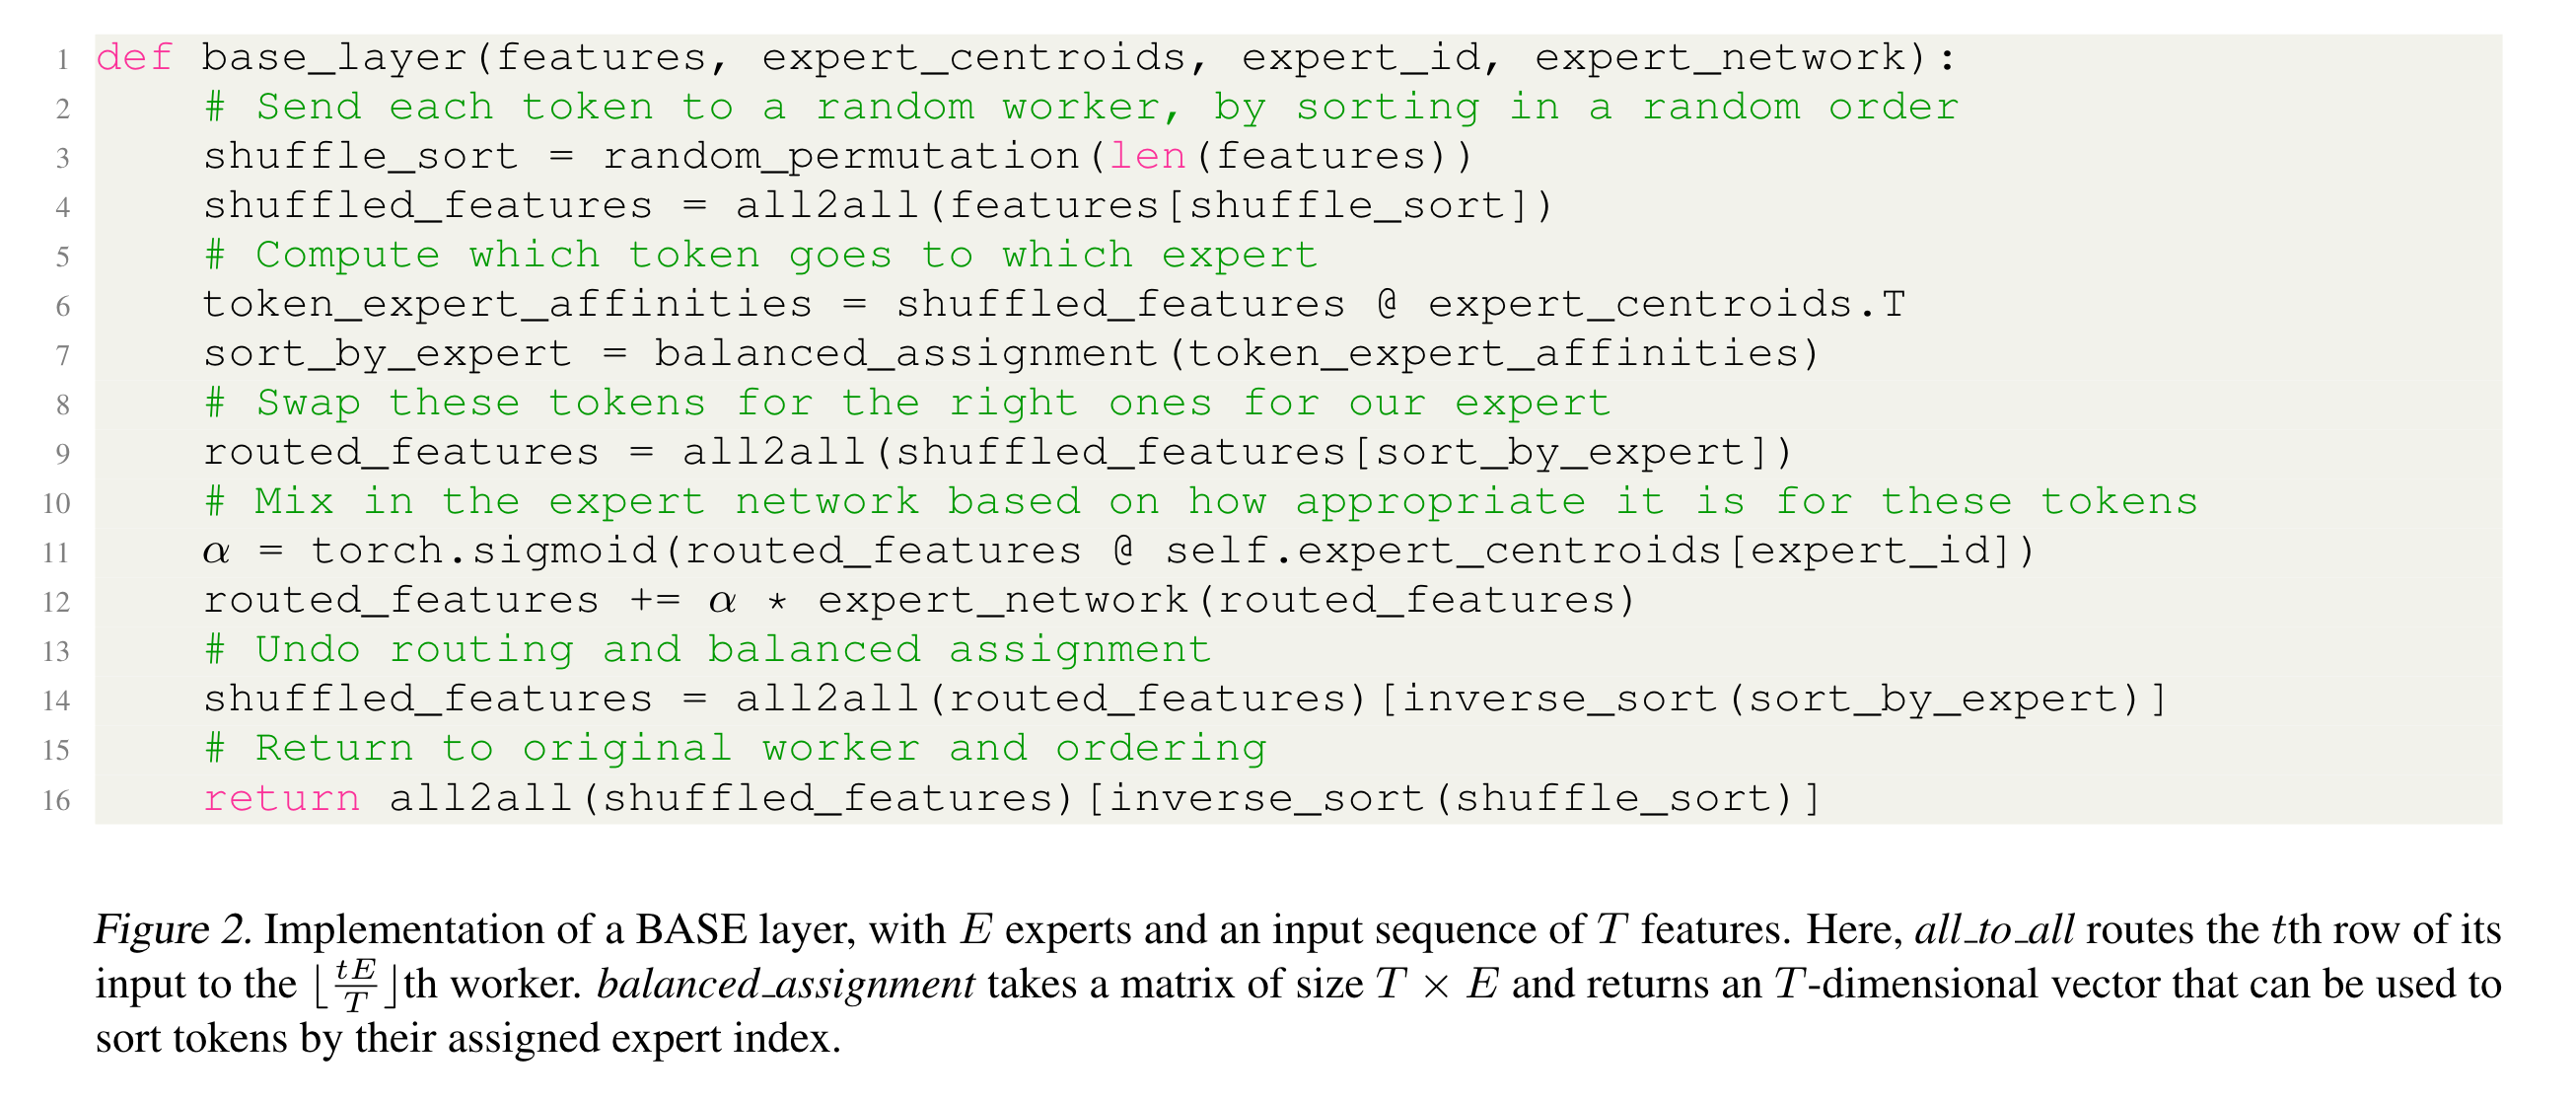 1 def base_layer(features, expert_centroids, expert_id, expert_network):
2 # Send each token to a random worker, by sorting in a random order
3 shuffle_sort = random_permutation(len(features))
4 shuffled_features = all2all(features[shuffle_sort])
5 # Compute which token goes to which expert
6 token_expert_affinities = shuffled_features @ expert_centroids.T
7 sort_by_expert = balanced_assignment(token_expert_affinities)
8 # Swap these tokens for the right ones for our expert
9 routed_features = all2all(shuffled_features[sort_by_expert])
10 # Mix in the expert network based on how appropriate it is for these tokens
11 α = torch.sigmoid(routed_features @ self.expert_centroids[expert_id])
12 routed_features += α * expert_network(routed_features)
13 # Undo routing and balanced assignment
14 shuffled_features = all2all(routed_features)[inverse_sort(sort_by_expert)]
15 # Return to original worker and ordering
16 return all2all(shuffled_features)[inverse_sort(shuffle_sort)]
Figure 2. Implementation of a BASE layer, with E experts and an input sequence of T features. Here, all_to_all routes the tth row of its
input to the ⌊tE/T⌋th worker. balanced_assignment takes a matrix of size T × E and returns an T-dimensional vector that can be used to
sort tokens by their assigned expert index.